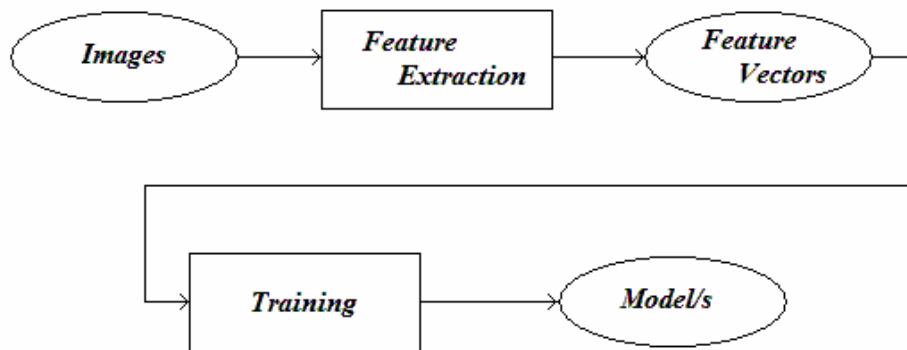 Images
Feature
Extraction
Feature
Vectors
Training
Model/s